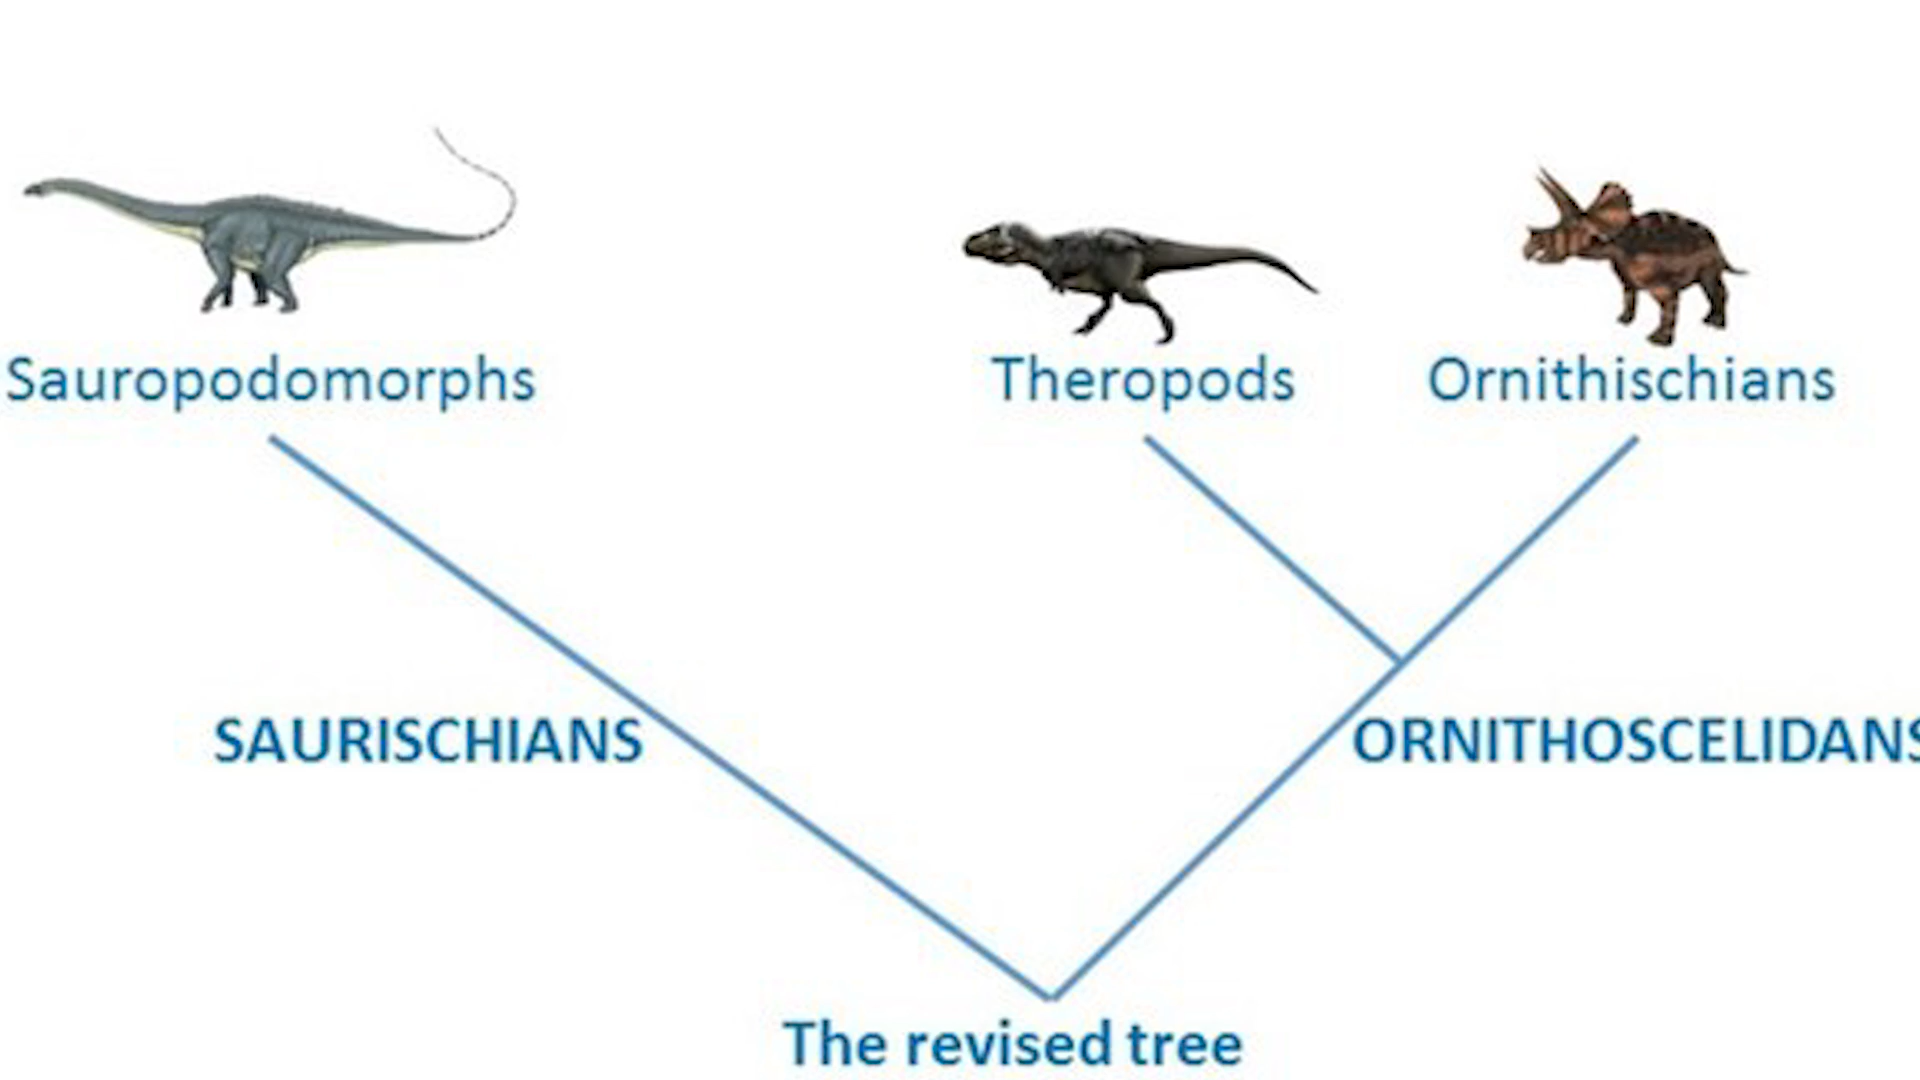 Sauropodomorphs
Theropods
Ornithischians
SAURISCHIANS
ORNITHOSCELIDANS
The revised tree